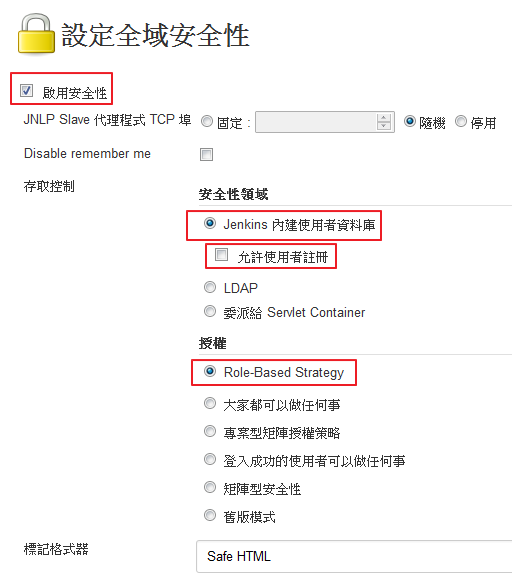 設定全域安全性
啟用安全性
JNLP Slave 代理程式 TCP 埠 固定 : 隨機 停用
Disable remember me
存取控制
安全性領域
Jenkins 內建使用者資料庫
允許使用者註冊
LDAP
委派給 Servlet Container
授權
Role-Based Strategy
大家都可以做任何事
專案型矩陣授權策略
登入成功的使用者可以做任何事
矩陣型安全性
舊版模式
標記格式器 Safe HTML